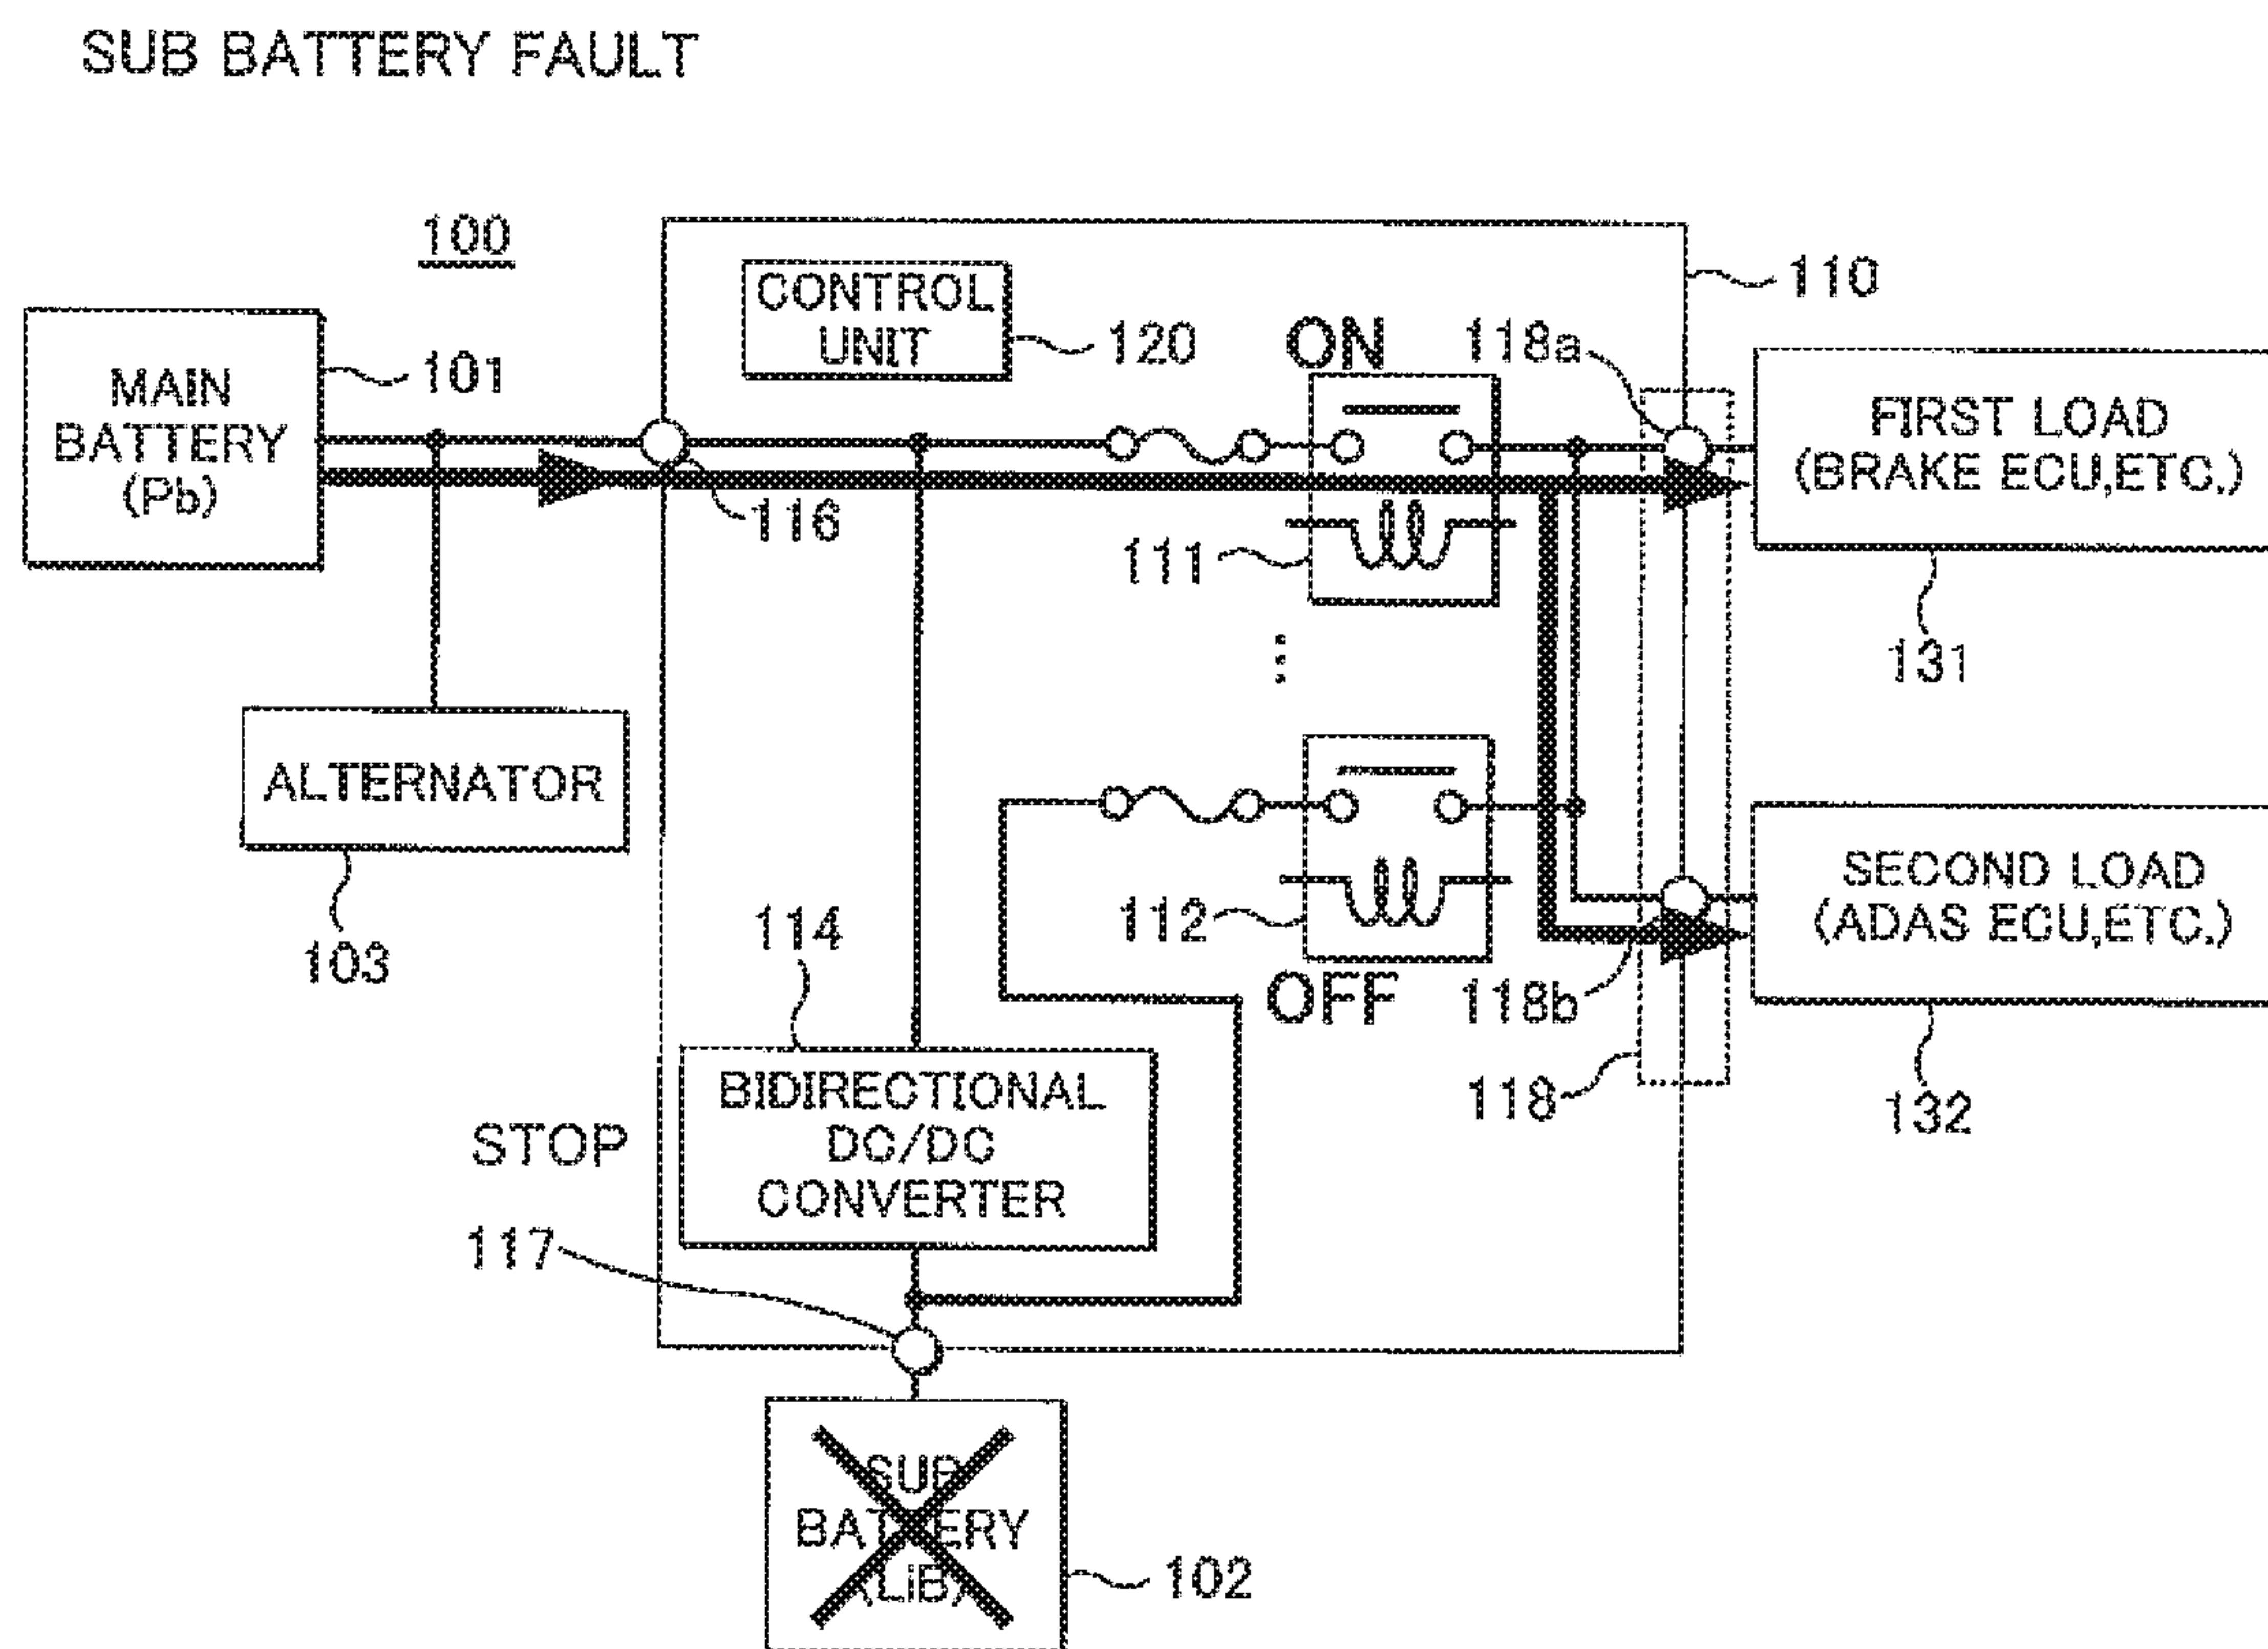 SUB BATTERY FAULT
100
110
CONTROL
UNIT
120
ON
118a
101
MAIN
BATTERY
(Pb)
FIRST LOAD
(BRAKE ECU,ETC.)
116
111
131
ALTERNATOR
103
SECOND LOAD
(ADAS ECU,ETC.)
114
112
OFF
118b
118
132
BIDIRECTIONAL
DC/DC
CONVERTER
STOP
117
SUB
BATTERY
(LiB)
102